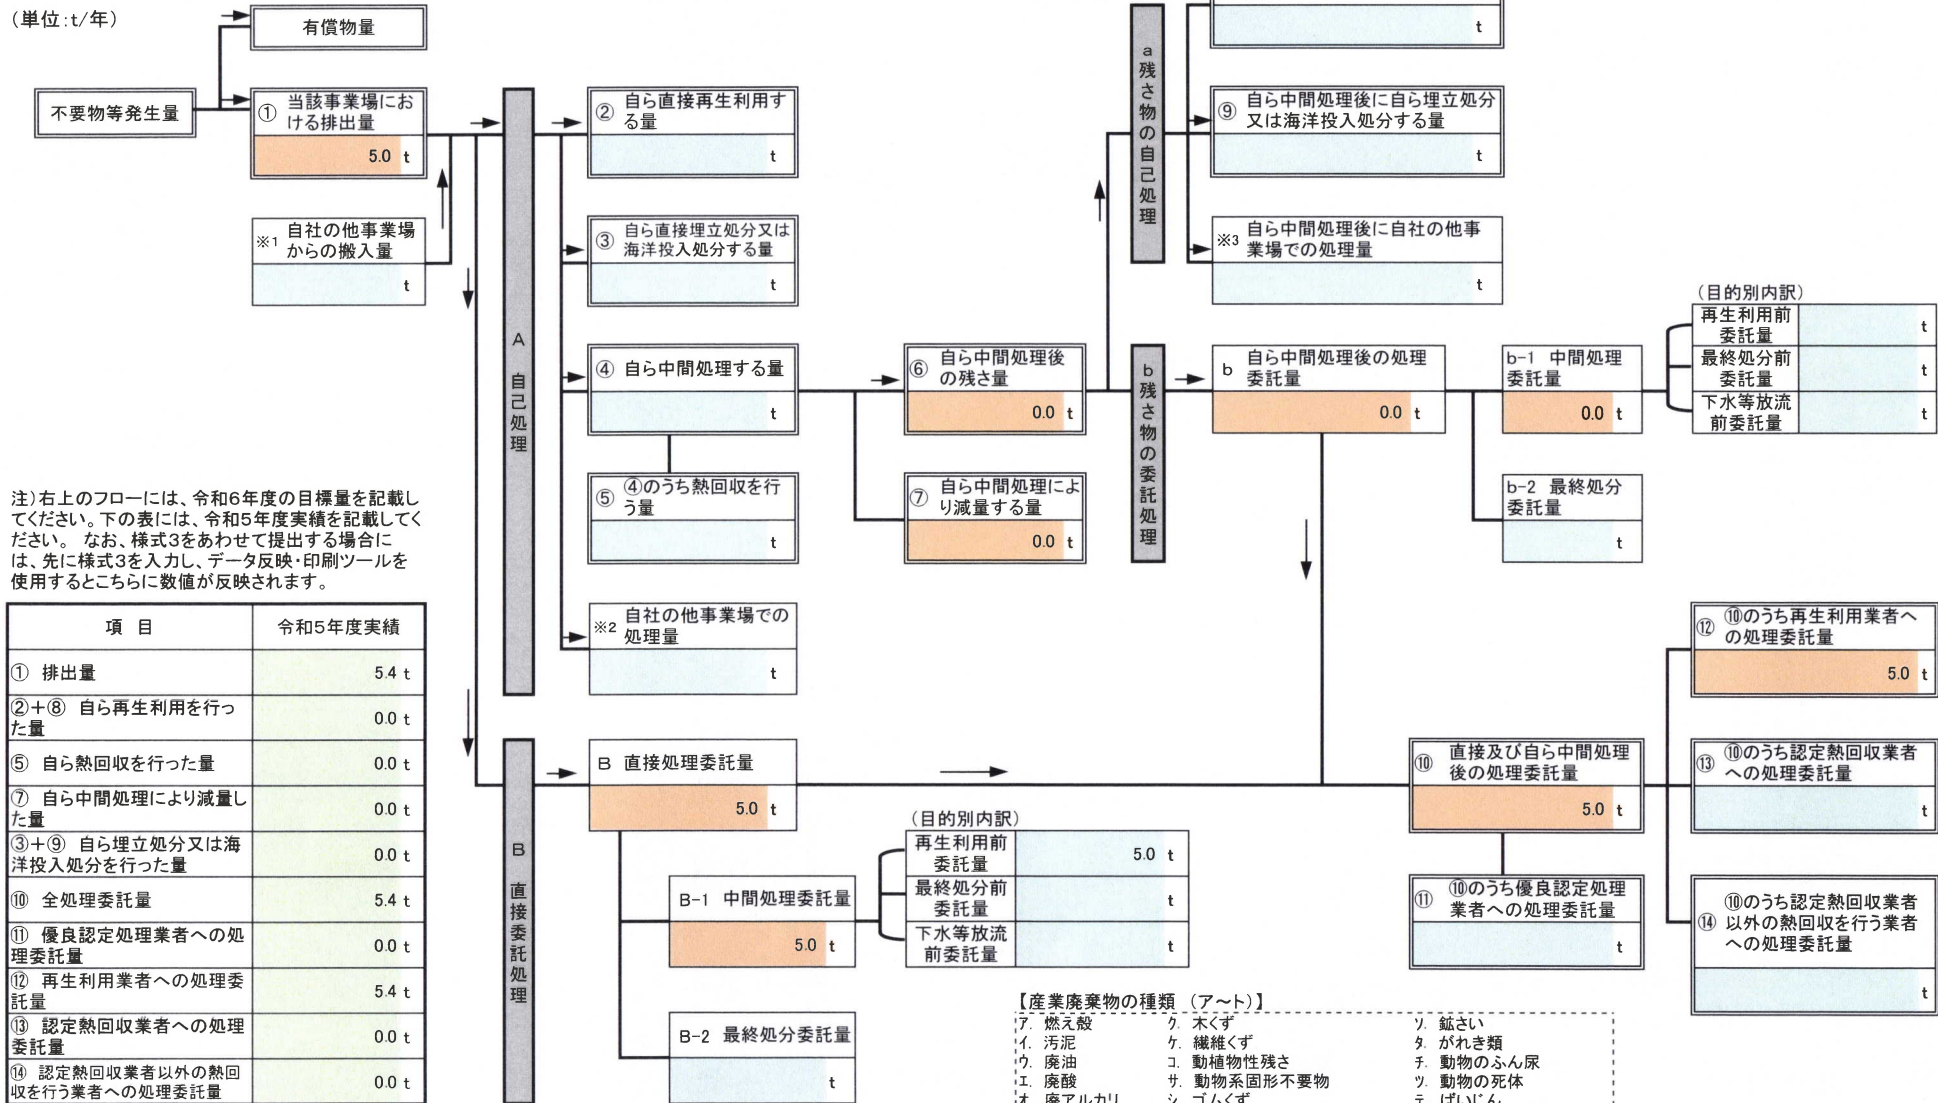 (単位:t/年)
有償物量
不要物等発生量
① 当該事業場にお
ける排出量
5.0 t
※1 自社の他事業場
からの搬入量
t
A 自己処理
② 自ら直接再生利用す
る量
t
③ 自ら直接埋立処分又は
海洋投入処分する量
t
④ 自ら中間処理する量
t
⑤ ④のうち熱回収を行
う量
t
※2 自社の他事業場での
処理量
t
⑥ 自ら中間処理後
の残さ量
0.0 t
⑦ 自ら中間処理によ
り減量する量
0.0 t
a 残さ物の自己処理
t
⑨ 自ら中間処理後に自ら埋立処分
又は海洋投入処分する量
t
※3 自ら中間処理後に自社の他事
業場での処理量
t
b 残さ物の委託処理
b 自ら中間処理後の処理
委託量
0.0 t
b-1 中間処理
委託量
0.0 t
(目的別内訳)
再生利用前
委託量
t
最終処分前
委託量
t
下水等放流
前委託量
t
b-2 最終処分
委託量
t
注)右上のフローには、令和6年度の目標量を記載し
てください。下の表には、令和5年度実績を記載してく
ださい。 なお、様式3をあわせて提出する場合に
は、先に様式3を入力し、データ反映・印刷ツールを
使用するとこちらに数値が反映されます。
項 目 令和5年度実績
① 排出量 5.4 t
②+⑧ 自ら再生利用を行っ
た量 0.0 t
⑤ 自ら熱回収を行った量 0.0 t
⑦ 自ら中間処理により減量し
た量 0.0 t
③+⑨ 自ら埋立処分又は海
洋投入処分を行った量 0.0 t
⑩ 全処理委託量 5.4 t
⑪ 優良認定処理業者への処
理委託量 0.0 t
⑫ 再生利用業者への処理委
託量 5.4 t
⑬ 認定熱回収業者への処理
委託量 0.0 t
⑭ 認定熱回収業者以外の熱回
収を行う業者への処理委託量 0.0 t
B 直接委託処理
B 直接処理委託量
5.0 t
B-1 中間処理委託量
5.0 t
(目的別内訳)
再生利用前
委託量
5.0 t
最終処分前
委託量
t
下水等放流
前委託量
t
B-2 最終処分委託量
t
⑩ 直接及び自ら中間処理
後の処理委託量
5.0 t
⑪ ⑩のうち優良認定処理
業者への処理委託量
t
⑫ ⑩のうち再生利用業者へ
の処理委託量
5.0 t
⑬ ⑩のうち認定熱回収業者
への処理委託量
t
⑭ ⑩のうち認定熱回収業者
以外の熱回収を行う業者
への処理委託量
t
【産業廃棄物の種類 (ア~ト)】
ア. 燃え殻 ク. 木くず ソ. 鉱さい
イ. 汚泥 ケ. 繊維くず タ. がれき類
ウ. 廃油 コ. 動植物性残さ チ. 動物のふん尿
エ. 廃酸 サ. 動物系固形不要物 ツ. 動物の死体
オ. 廃アルカリ シ. ゴムくず テ. ばいじん